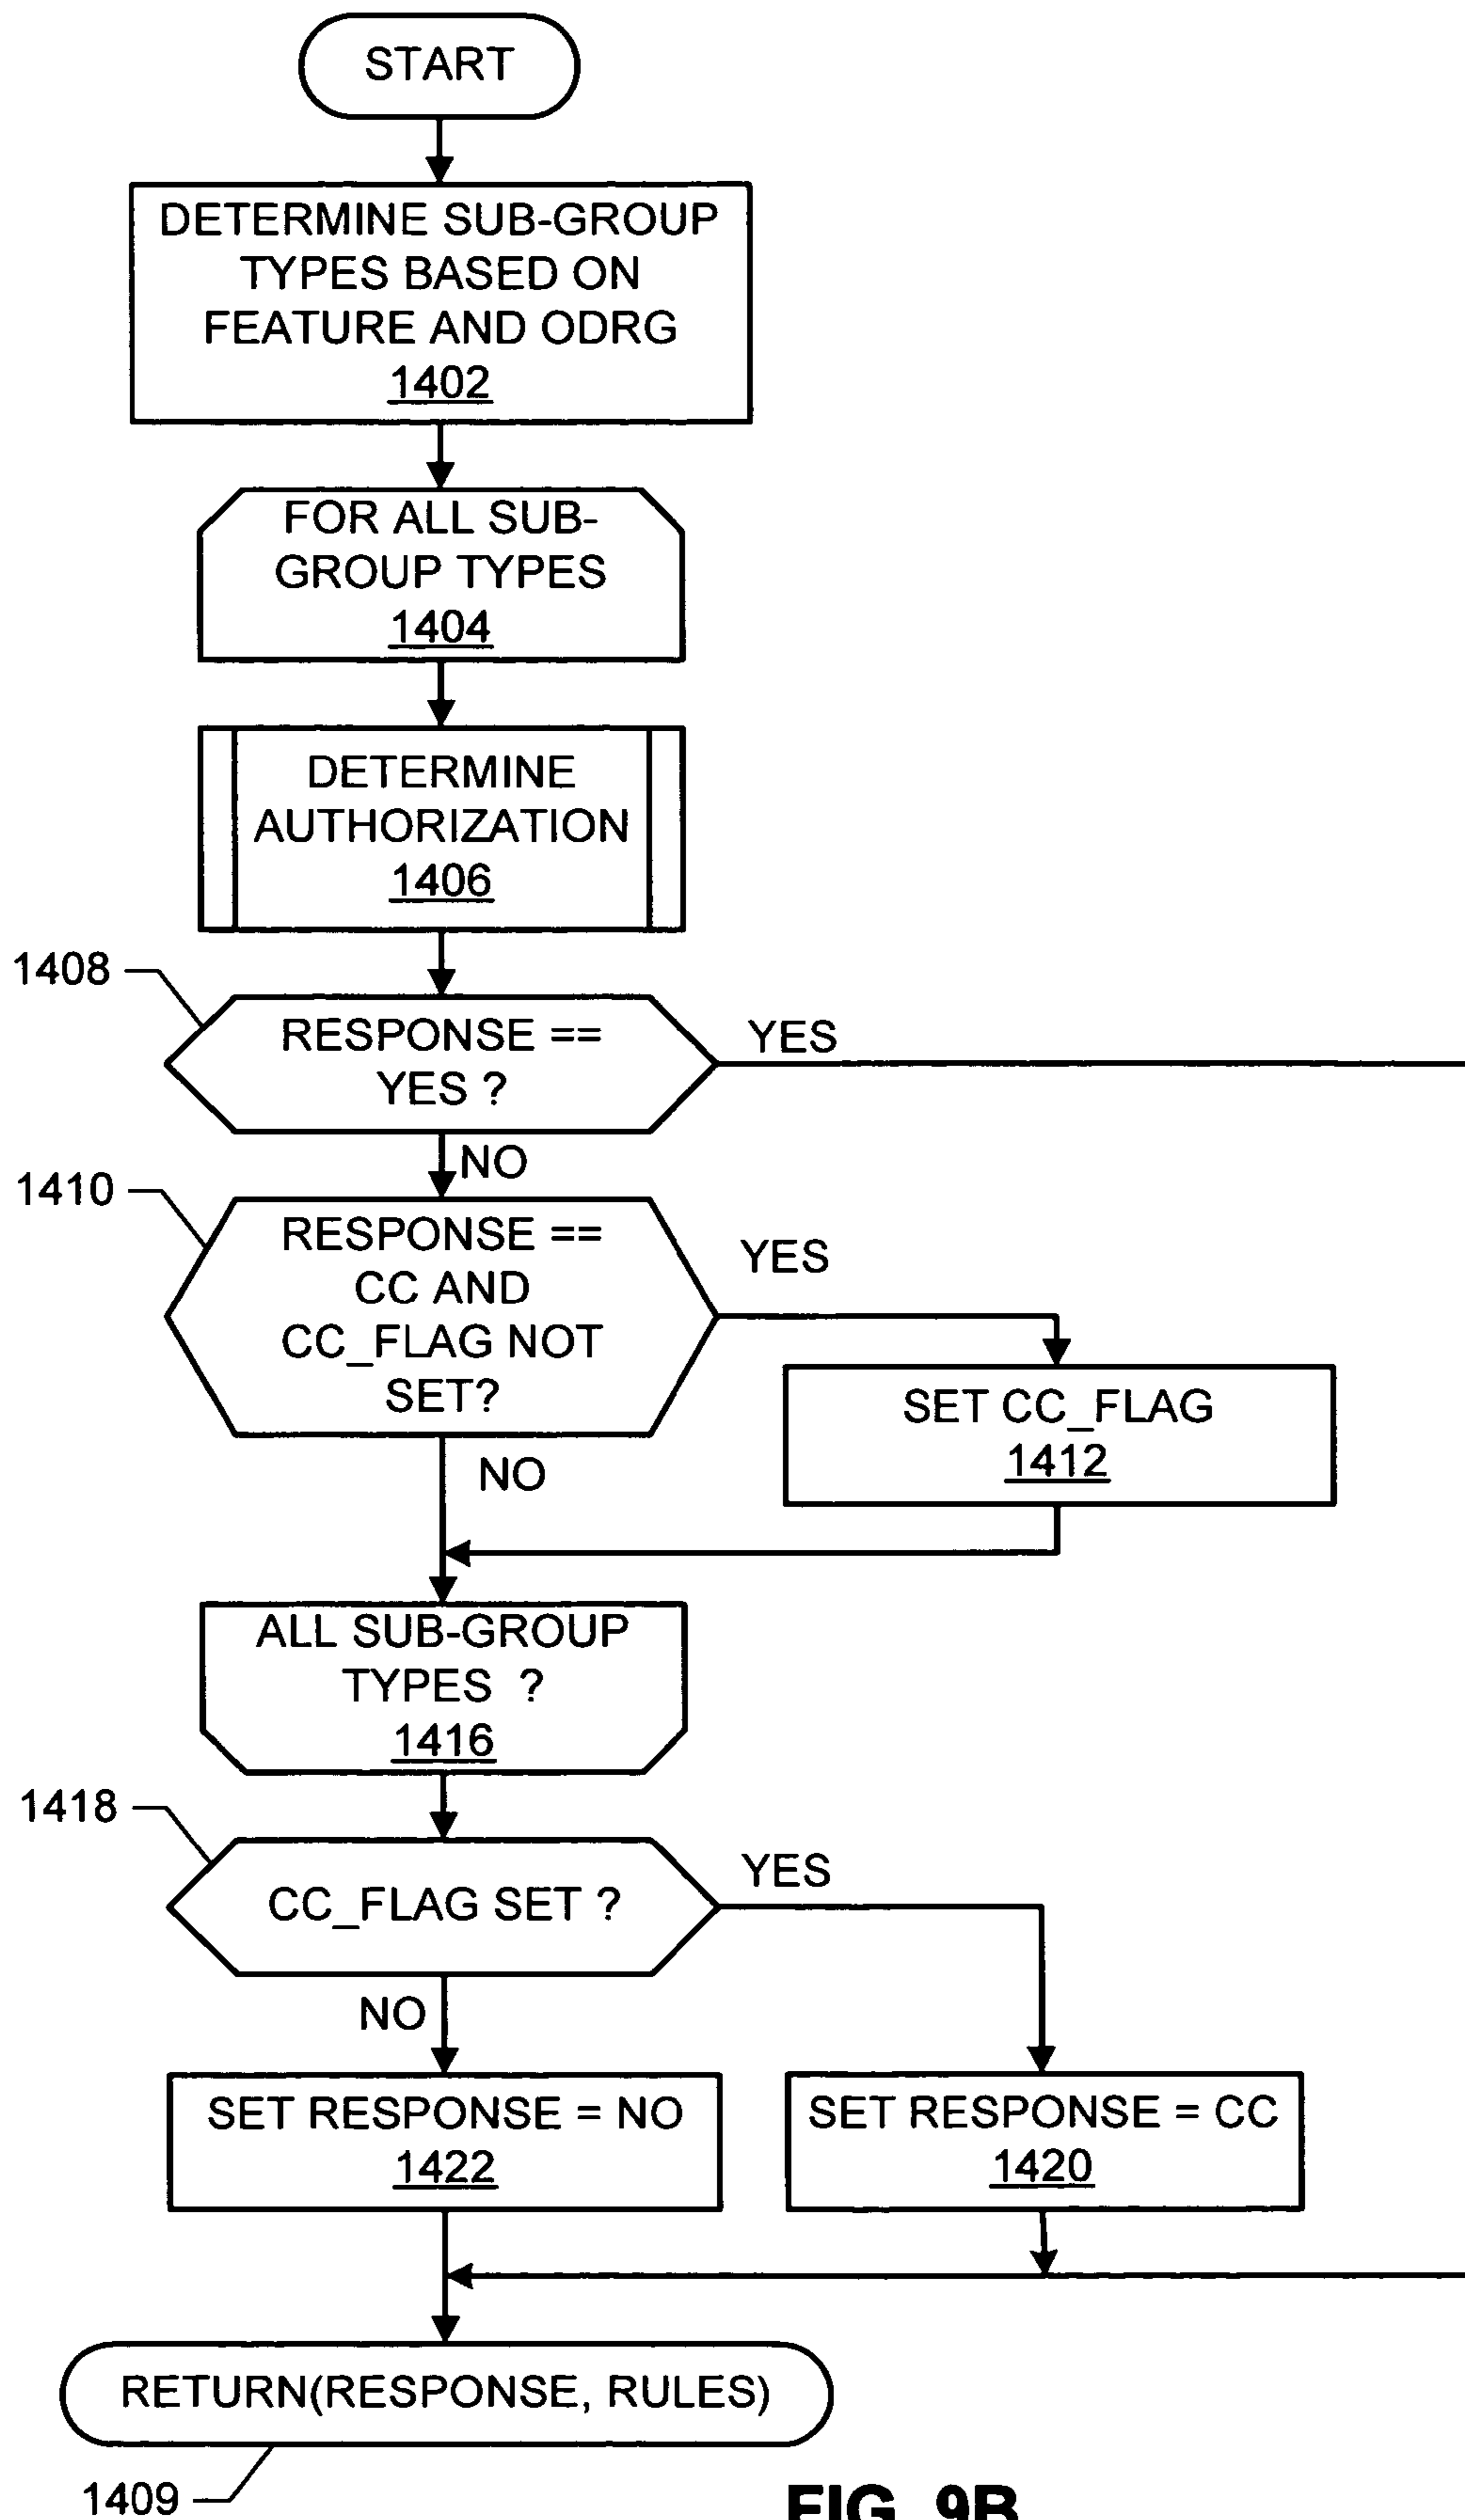 START
DETERMINE SUB-GROUP
TYPES BASED ON
FEATURE AND ODRG
1402
FOR ALL SUB-
GROUP TYPES
1404
DETERMINE
AUTHORIZATION
1406
1408
RESPONSE ==
YES ?
YES
NO
1410
RESPONSE ==
CC AND
CC_FLAG NOT
SET?
YES
SET CC_FLAG
1412
NO
ALL SUB-GROUP
TYPES ?
1416
1418
CC_FLAG SET ?
YES
NO
SET RESPONSE = NO
1422
SET RESPONSE = CC
1420
RETURN(RESPONSE, RULES)
1409
FIG. 9B